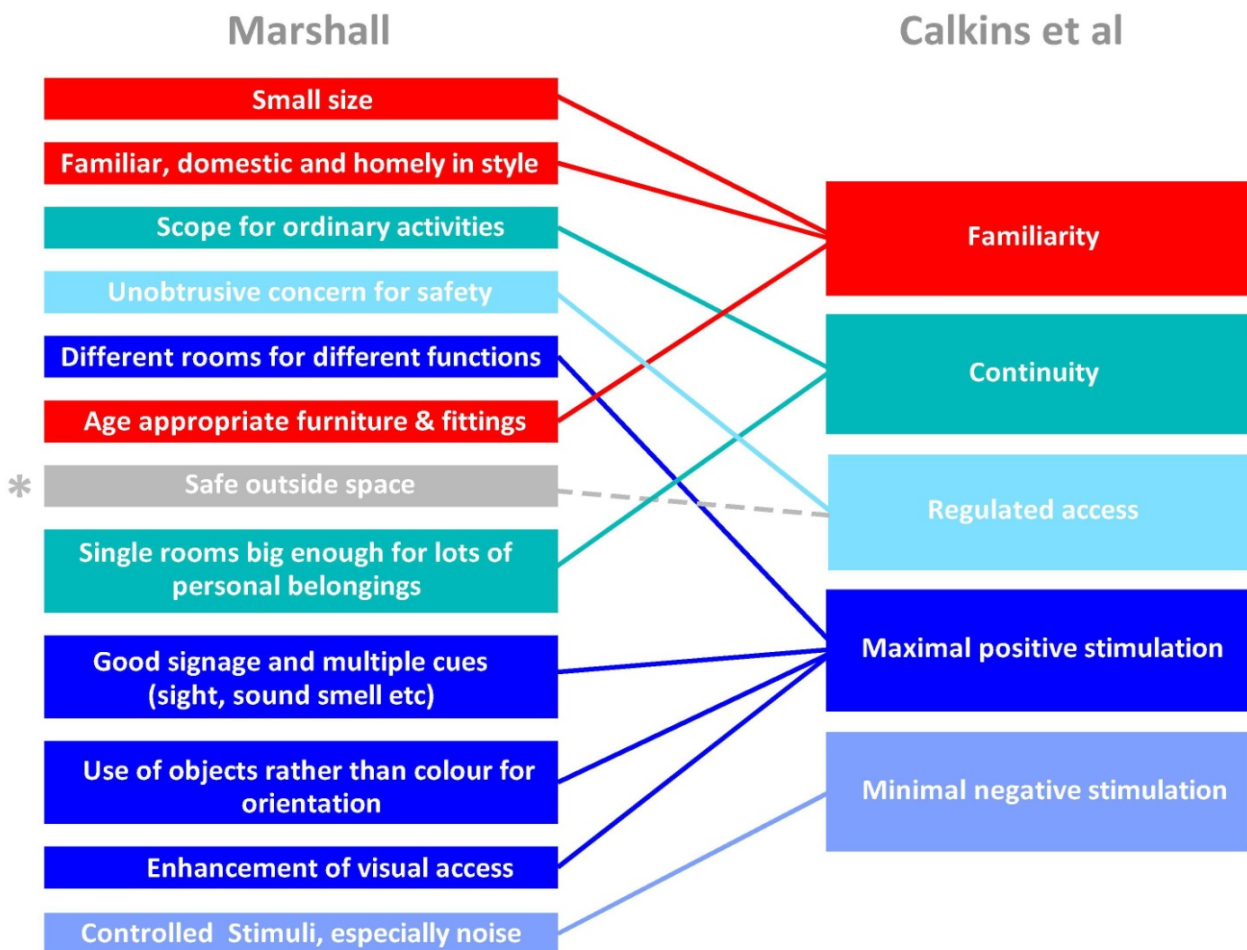 Marshall
Calkins et al
Small size
Familiar, domestic and homely in style
Scope for ordinary activities
Unobtrusive concern for safety
Different rooms for different functions
Age appropriate furniture & fittings
* Safe outside space
Single rooms big enough for lots of
personal belongings
Good signage and multiple cues
(sight, sound smell etc)
Use of objects rather than colour for
orientation
Enhancement of visual access
Controlled Stimuli, especially noise
Familiarity
Continuity
Regulated access
Maximal positive stimulation
Minimal negative stimulation